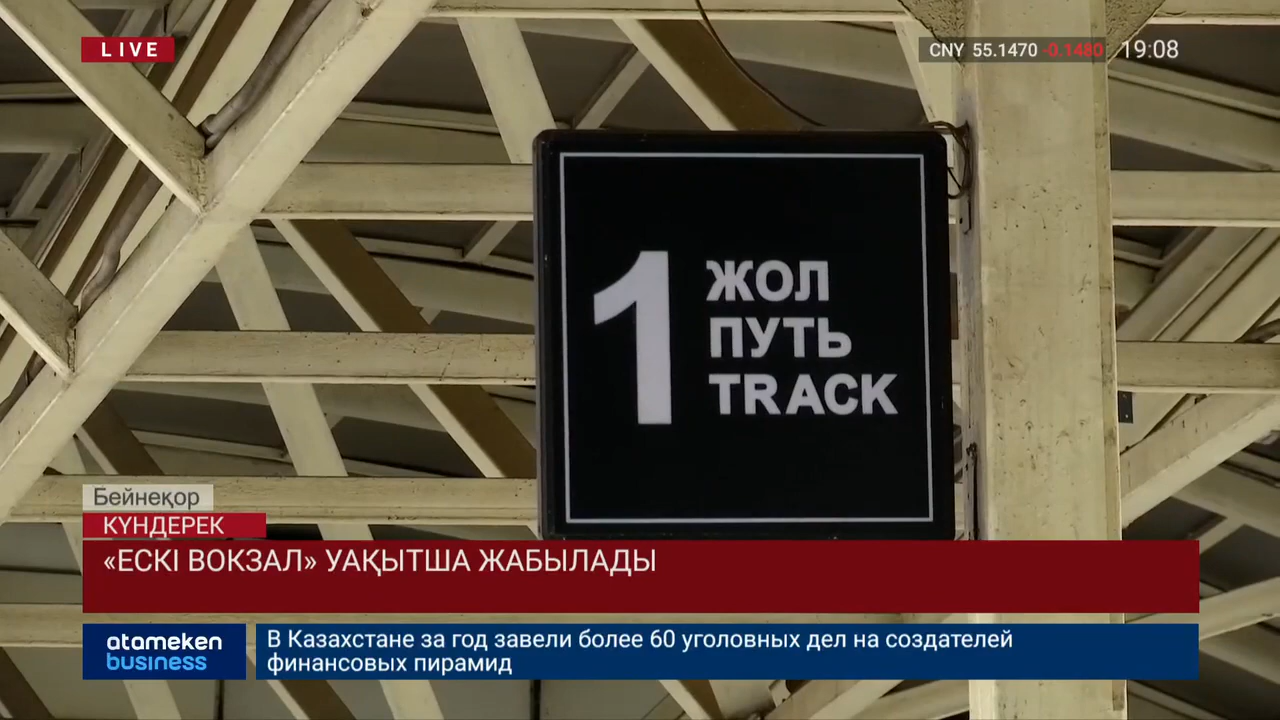 LIVE
CNY 55.1470 -0.1480 19:08
1
ЖОЛ
ПУТЬ
TRACK
Бейнеқор
КҮНДЕРЕК
«ЕСКІ ВОКЗАЛ» УАҚЫТША ЖАБЫЛАДЫ
atameken
business
В Казахстане за год завели более 60 уголовных дел на создателей
финансовых пирамид